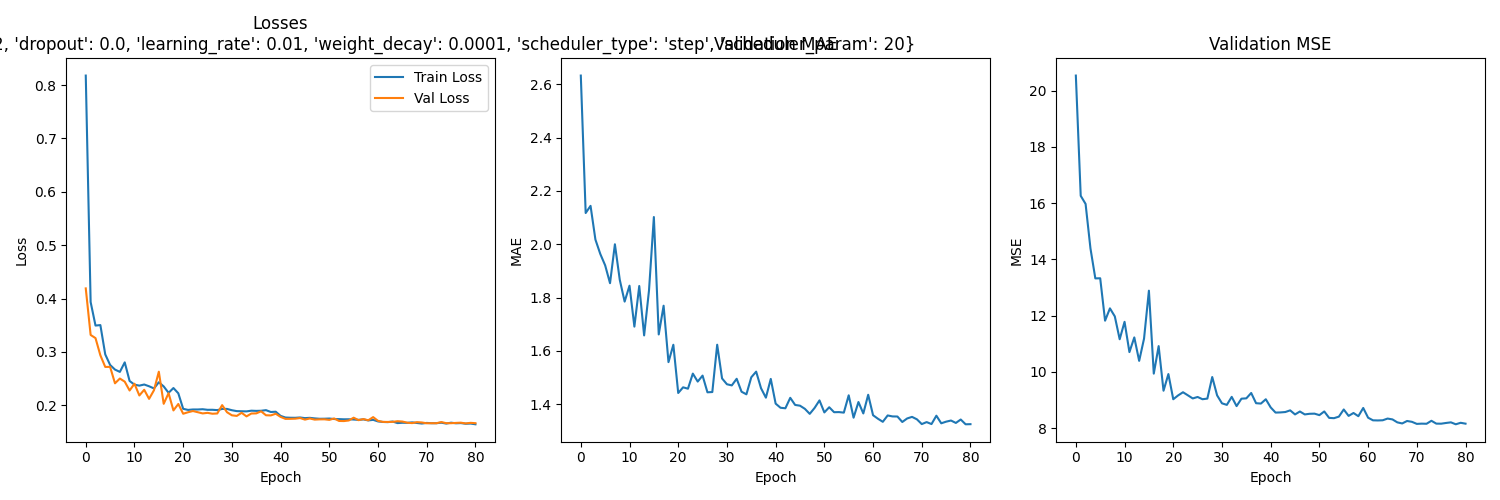 Losses
2, 'dropout': 0.0, 'learning_rate': 0.01, 'weight_decay': 0.0001, 'scheduler_type': 'step', 'scheduler_param': 20}
Train Loss
Val Loss
Loss
0.8
0.7
0.6
0.5
0.4
0.3
0.2
0 10 20 30 40 50 60 70 80
Epoch
Validation MAE
MAE
2.6
2.4
2.2
2.0
1.8
1.6
1.4
0 10 20 30 40 50 60 70 80
Epoch
Validation MSE
MSE
20
18
16
14
12
10
8
0 10 20 30 40 50 60 70 80
Epoch